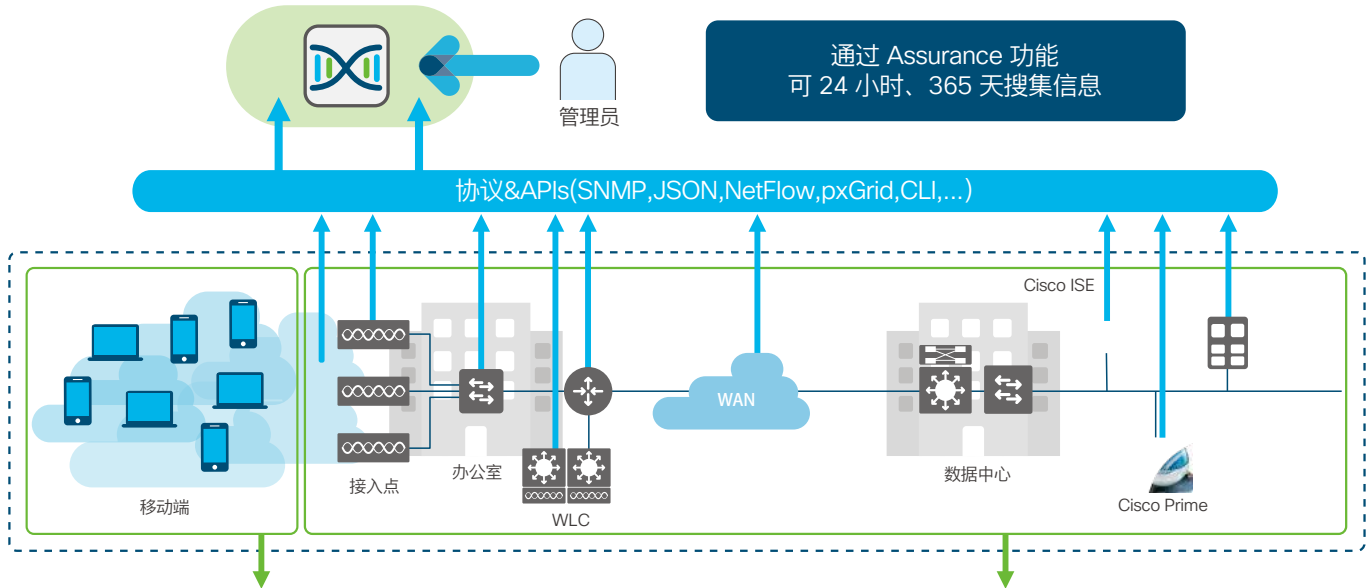 通过 Assurance 功能
可 24 小时、365 天搜集信息
管理员
协议&APIs(SNMP,JSON,NetFlow,pxGrid,CLI,...)
Cisco ISE
WAN
接入点
办公室
数据中心
移动端
WLC
Cisco Prime